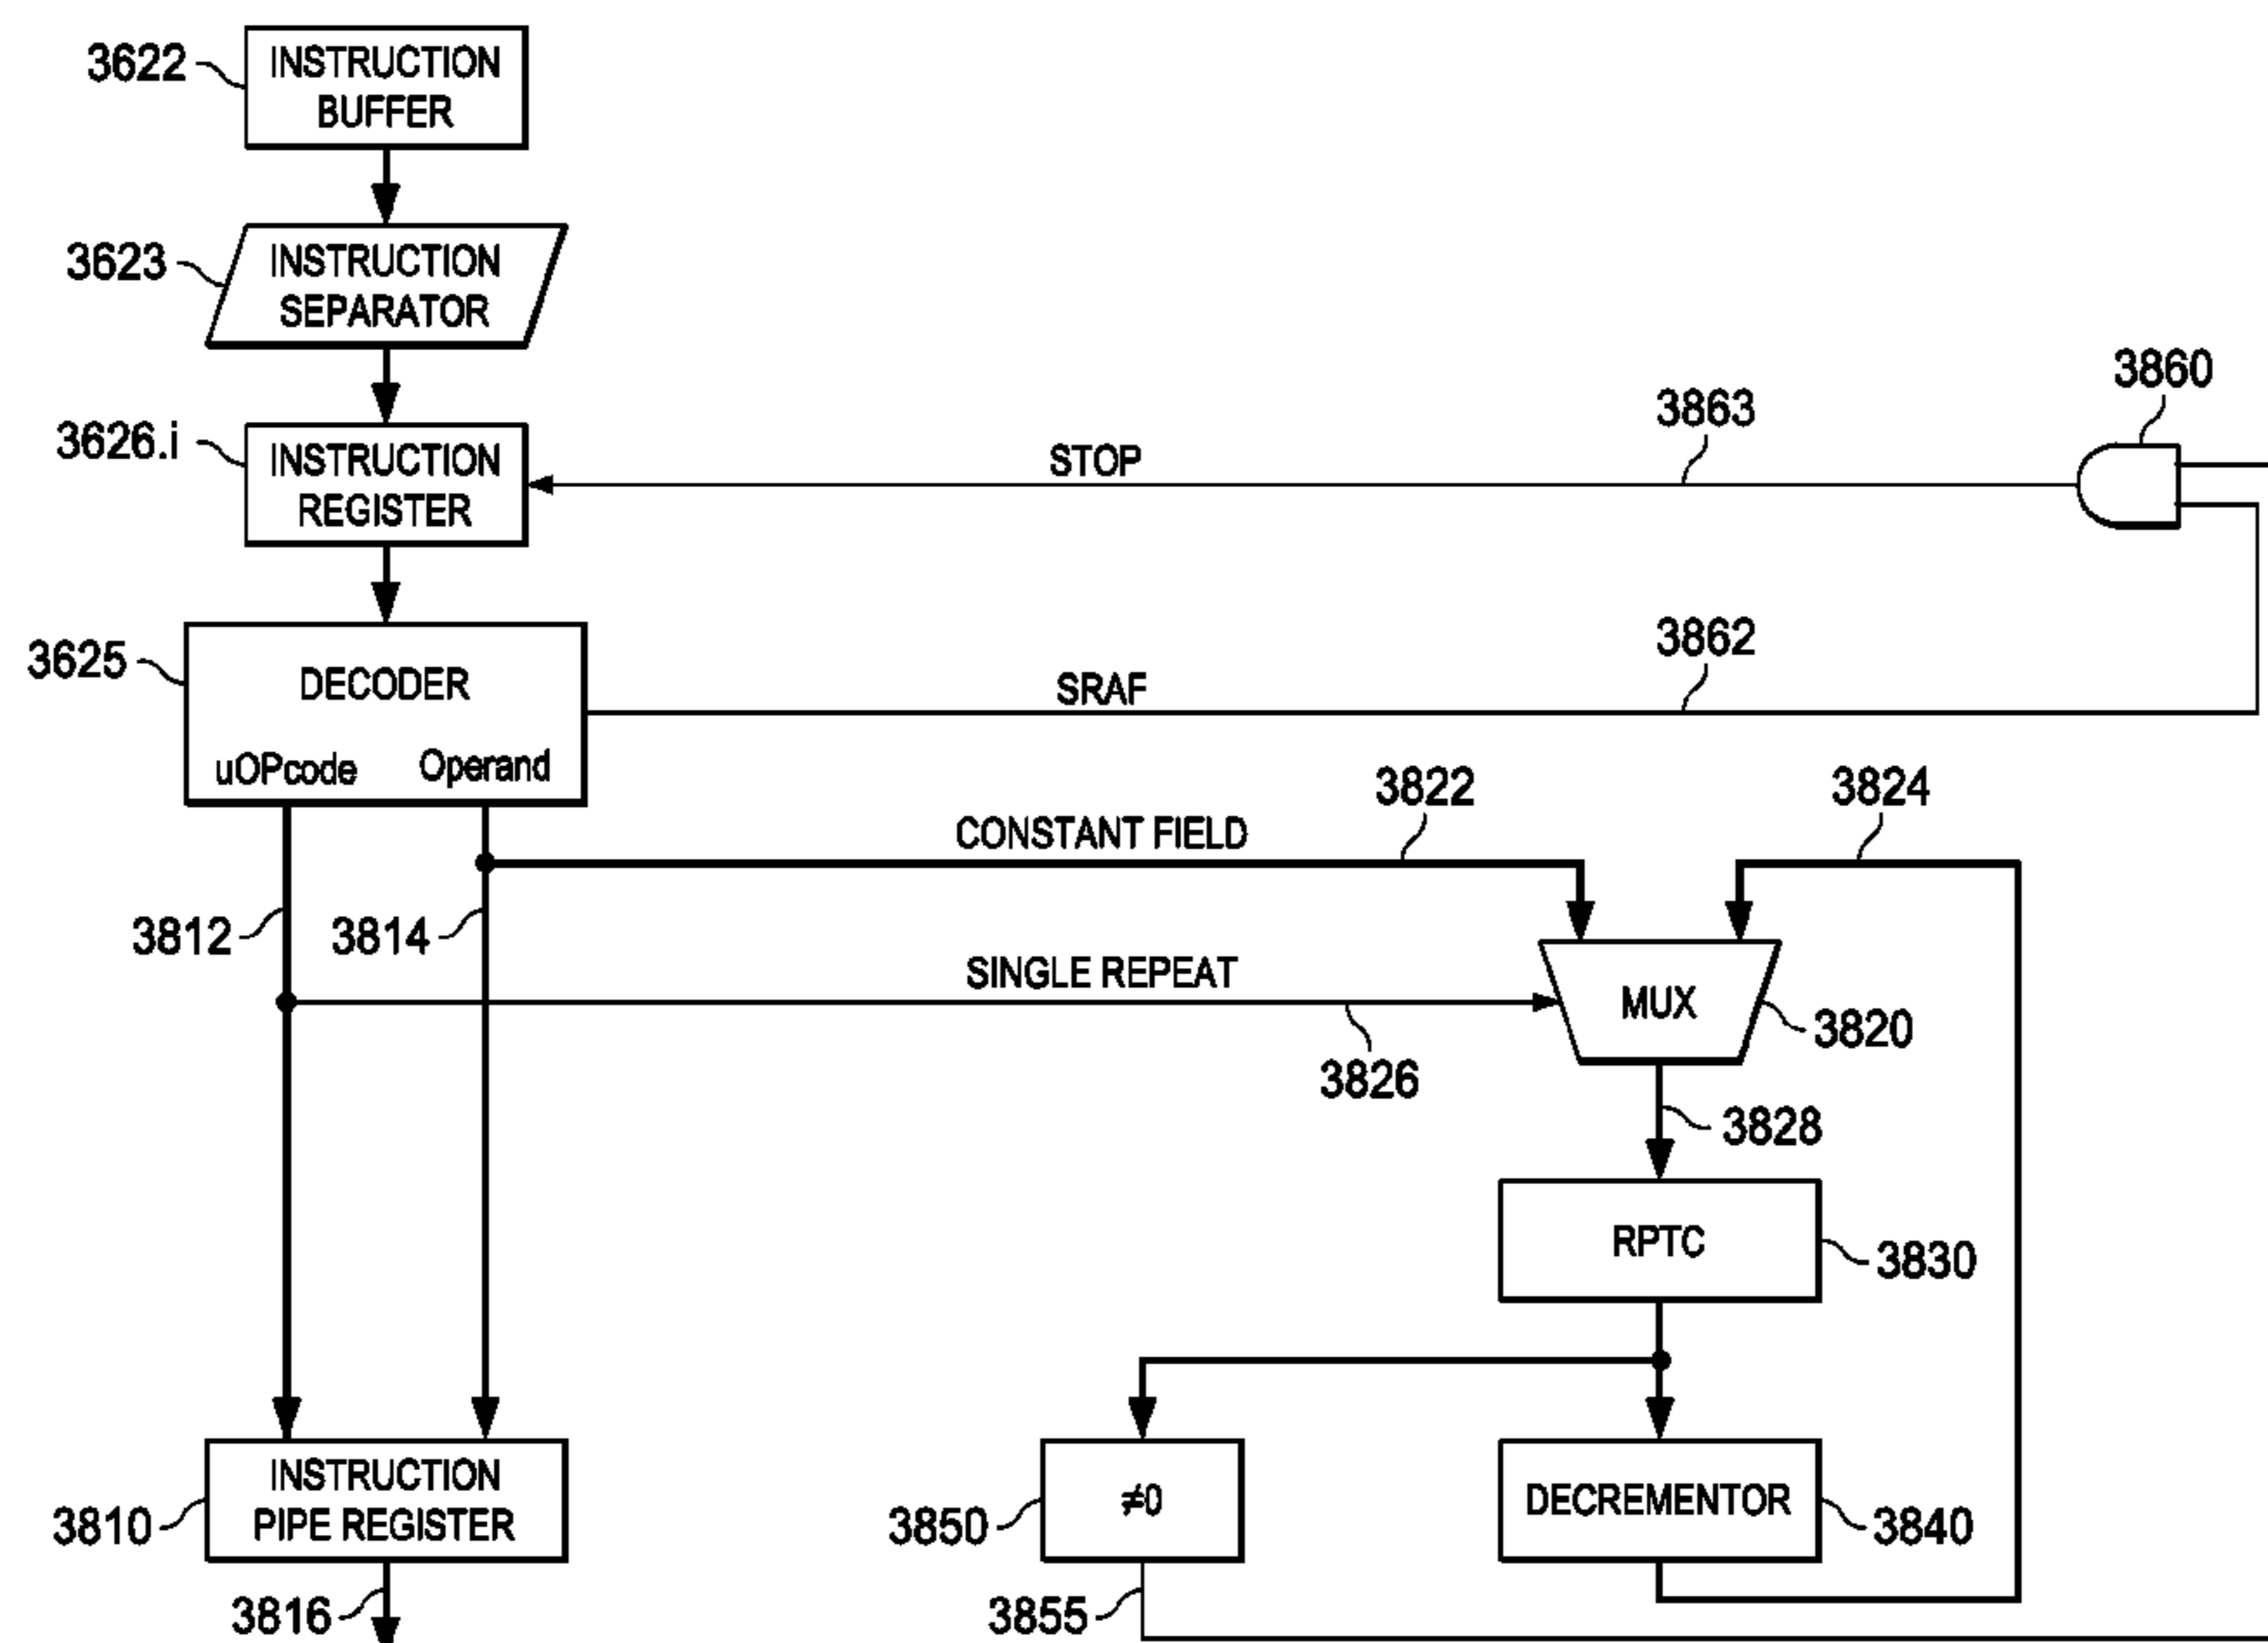 3622
INSTRUCTION
BUFFER
3623
INSTRUCTION
SEPARATOR
3860
3626.i
INSTRUCTION
REGISTER
STOP
3863
3625
DECODER
uOPcode
Operand
SRAF
3862
CONSTANT FIELD
3822
3824
3812
3814
SINGLE REPEAT
3826
MUX
3820
3828
RPTC
3830
INSTRUCTION
PIPE REGISTER
3810
3816
≠0
3850
3855
DECREMENTOR
3840